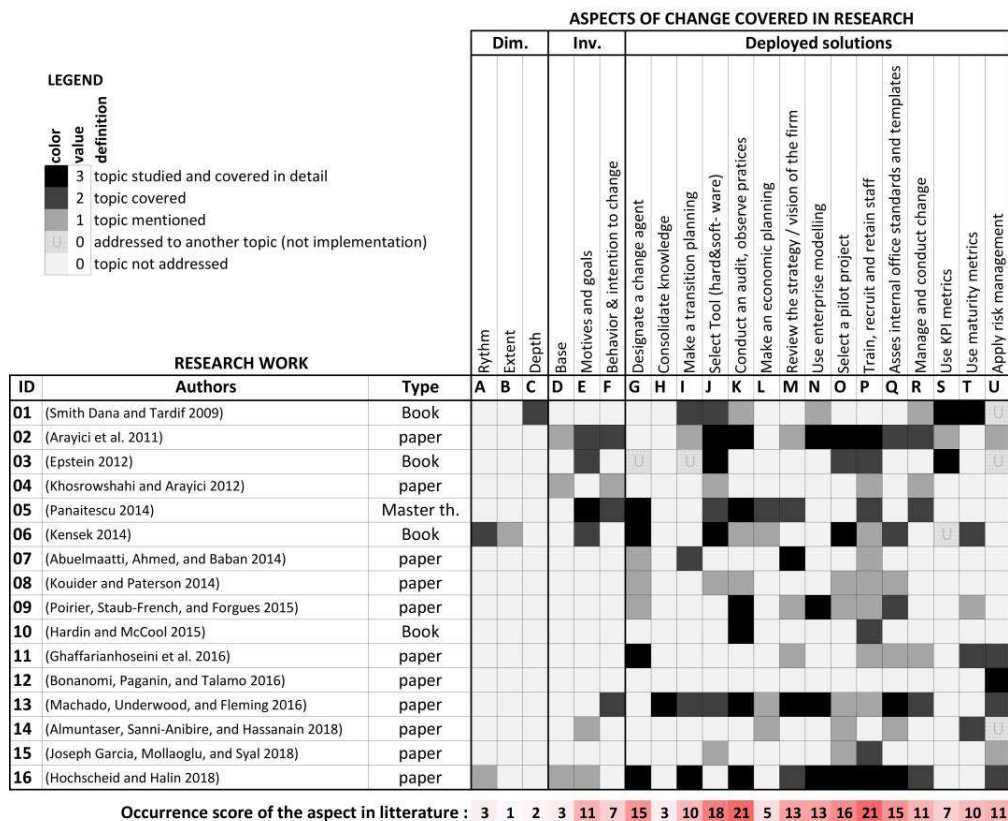 ASPECTS OF CHANGE COVERED IN RESEARCH
Dim. Inv. Deployed solutions
LEGEND
color
value
definition
3 topic studied and covered in detail
2 topic covered
1 topic mentioned
U 0 addressed to another topic (not implementation)
0 topic not addressed
Rythm
Extent
Depth
Base
Motives and goals
Behavior & intention to change
Designate a change agent
Consolidate knowledge
Make a transition planning
Select Tool (hard&soft- ware)
Conduct an audit, observe pratices
Make an economic planning
Review the strategy / vision of the firm
Use enterprise modelling
Select a pilot project
Train, recruit and retain staff
Asses internal office standards and templates
Manage and conduct change
Use KPI metrics
Use maturity metrics
Apply risk management
RESEARCH WORK
ID Authors Type A B C D E F G H I J K L M N O P Q R S T U
01 (Smith Dana and Tardif 2009) Book U
02 (Arayici et al. 2011) paper
03 (Epstein 2012) Book U U U
04 (Khosrowshahi and Arayici 2012) paper
05 (Panaitescu 2014) Master th.
06 (Kensek 2014) Book U
07 (Abuelmaatti, Ahmed, and Baban 2014) paper
08 (Kouider and Paterson 2014) paper
09 (Poirier, Staub-French, and Forgues 2015) paper
10 (Hardin and McCool 2015) Book
11 (Ghaffarianhoseini et al. 2016) paper
12 (Bonanomi, Paganin, and Talamo 2016) paper
13 (Machado, Underwood, and Fleming 2016) paper
14 (Almuntaser, Sanni-Anibire, and Hassanain 2018) paper U
15 (Joseph Garcia, Mollaoglu, and Syal 2018) paper
16 (Hochscheid and Halin 2018) paper
Occurrence score of the aspect in litterature : 3 1 2 3 11 7 15 3 10 18 21 5 13 13 16 21 15 11 7 10 11